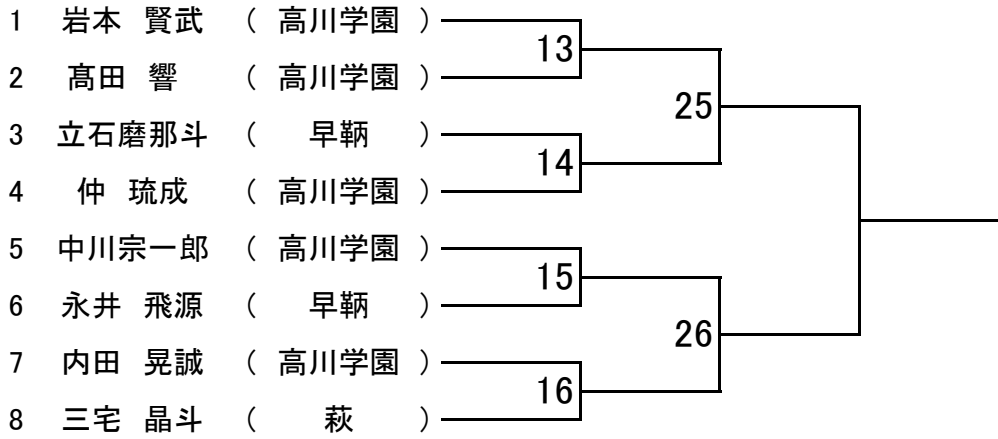 1 岩本 賢武 ( 高川学園 )
13
2 髙田 響 ( 高川学園 )
25
3 立石磨那斗 ( 早鞆 )
14
4 仲 琉成 ( 高川学園 )
5 中川宗一郎 ( 高川学園 )
15
6 永井 飛源 ( 早鞆 )
26
7 内田 晃誠 ( 高川学園 )
16
8 三宅 晶斗 ( 萩 )